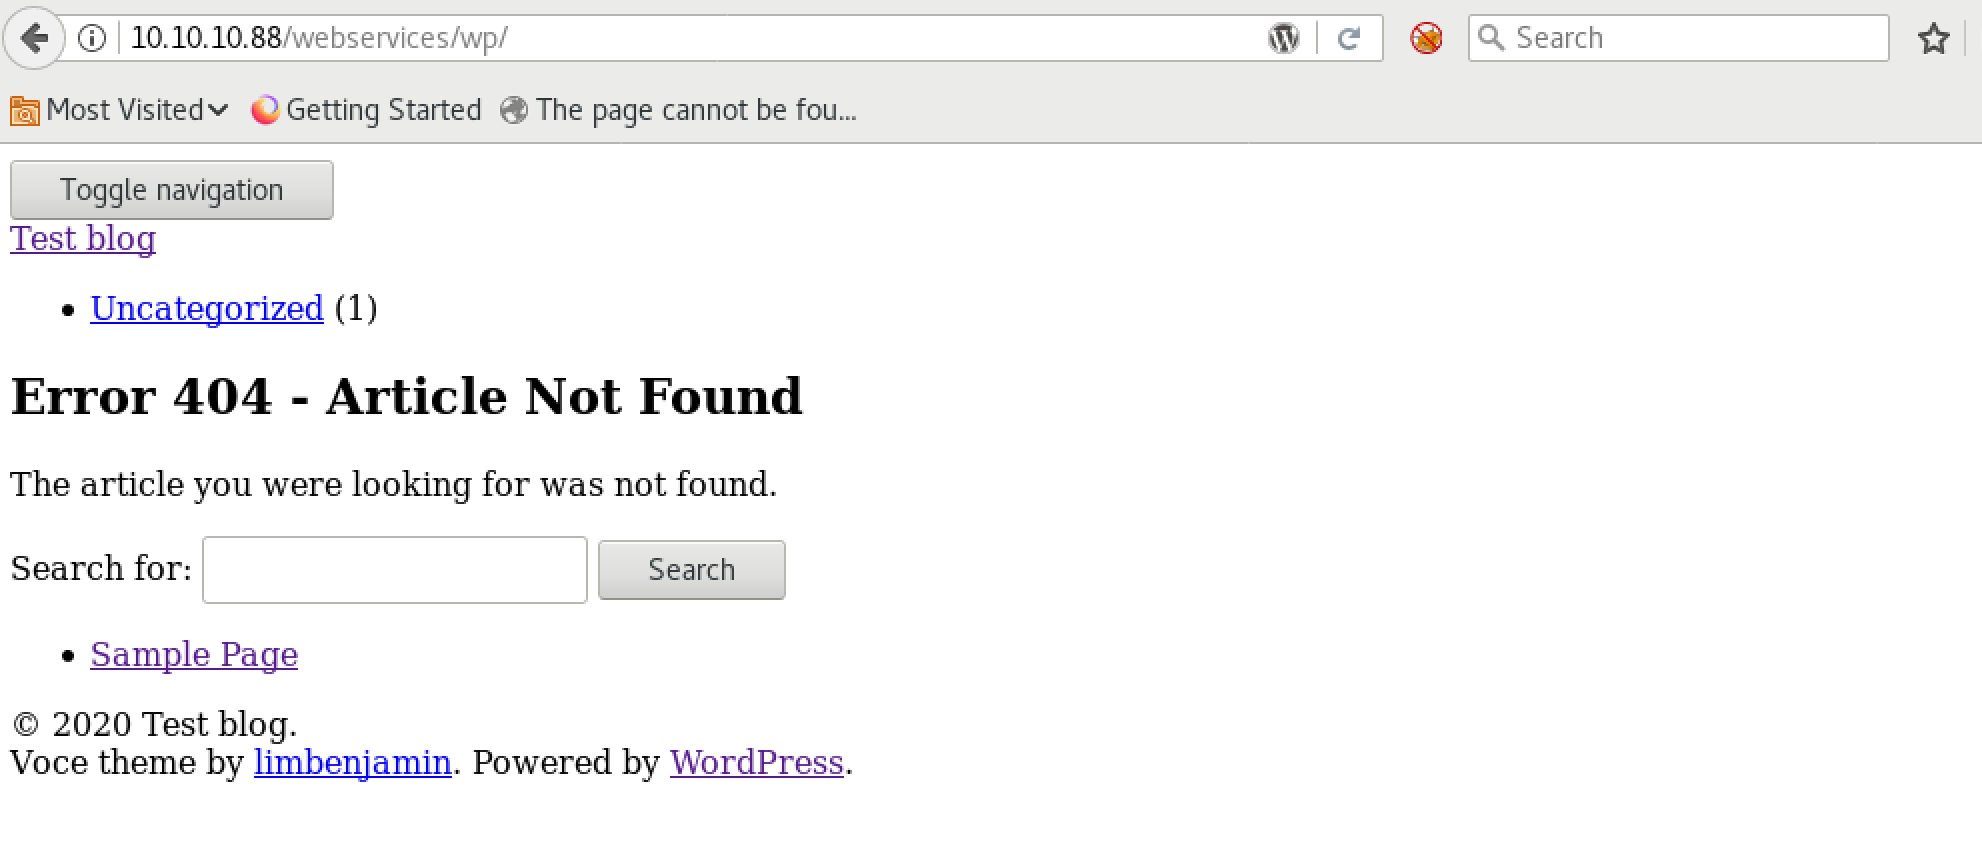 10.10.10.88/webservices/wp/ Search
Most Visited Getting Started The page cannot be fou...
Toggle navigation
Test blog
• Uncategorized (1)
Error 404 - Article Not Found
The article you were looking for was not found.
Search for: Search
• Sample Page
© 2020 Test blog.
Voce theme by limbenjamin. Powered by WordPress.